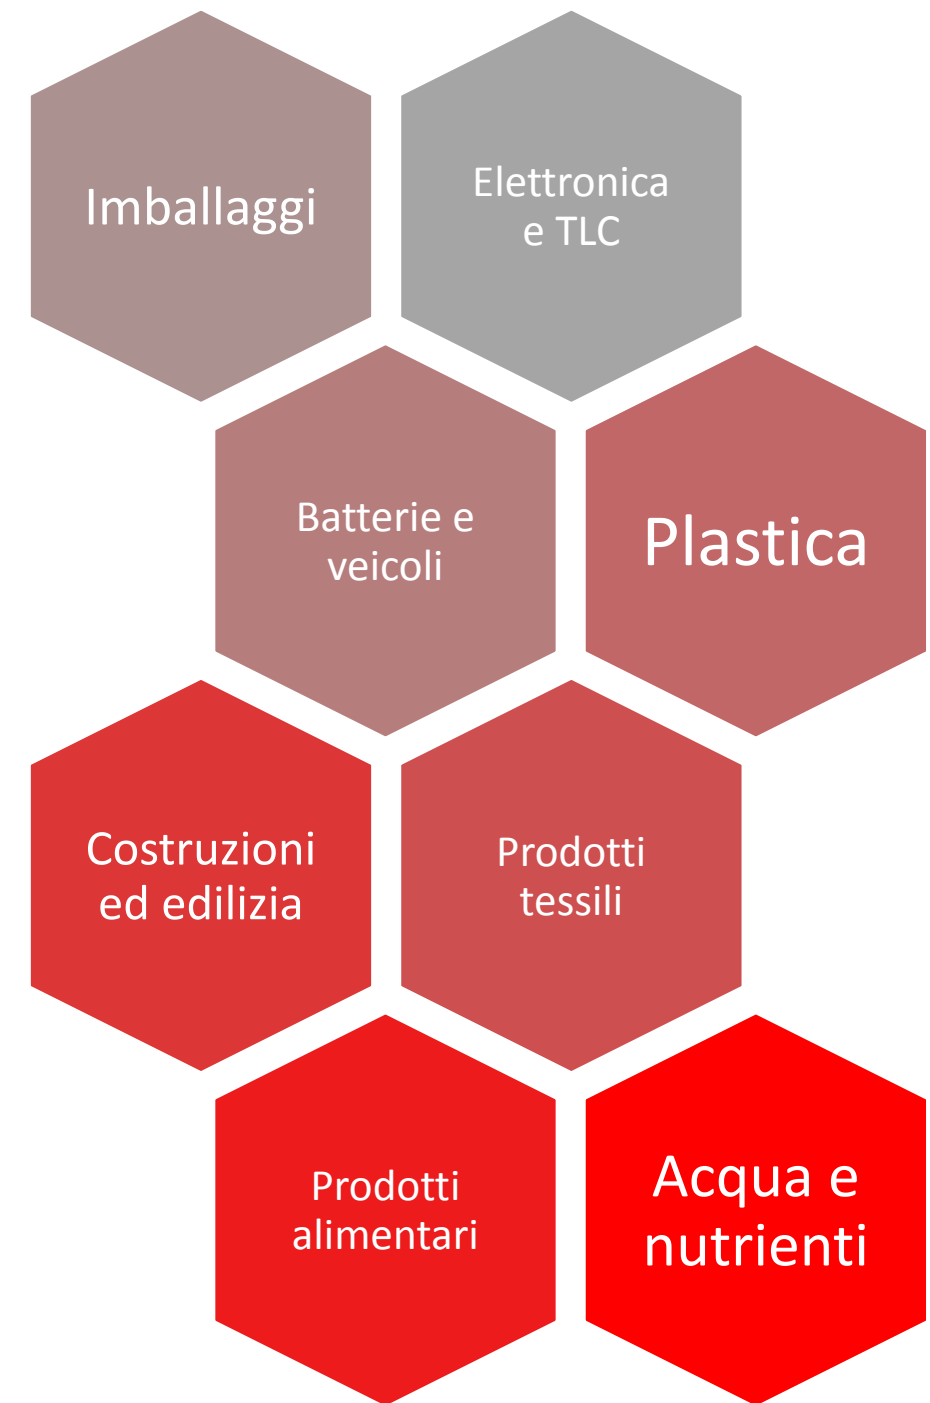 Imballaggi
Elettronica
e TLC
Batterie e
veicoli
Plastica
Costruzioni
ed edilizia
Prodotti
tessili
Prodotti
alimentari
Acqua e
nutrienti